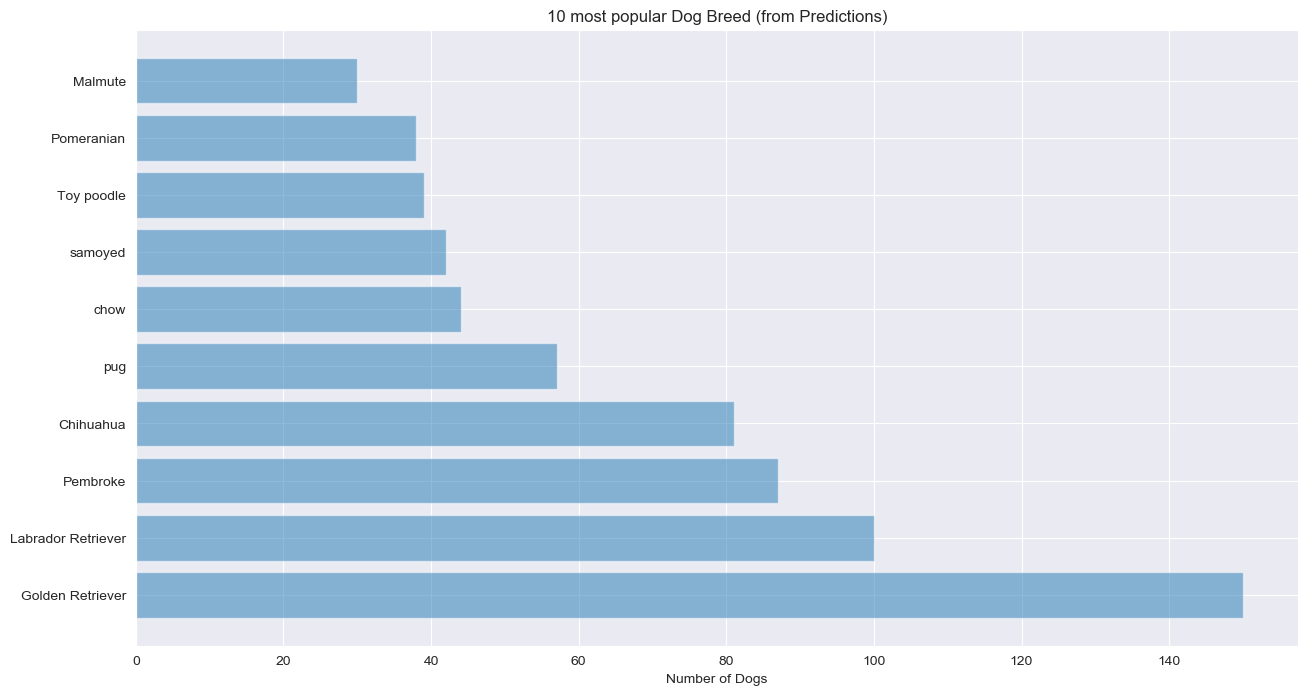 10 most popular Dog Breed (from Predictions)
Malmute
Pomeranian
Toy poodle
samoyed
chow
pug
Chihuahua
Pembroke
Labrador Retriever
Golden Retriever
0 20 40 60 80 100 120 140
Number of Dogs